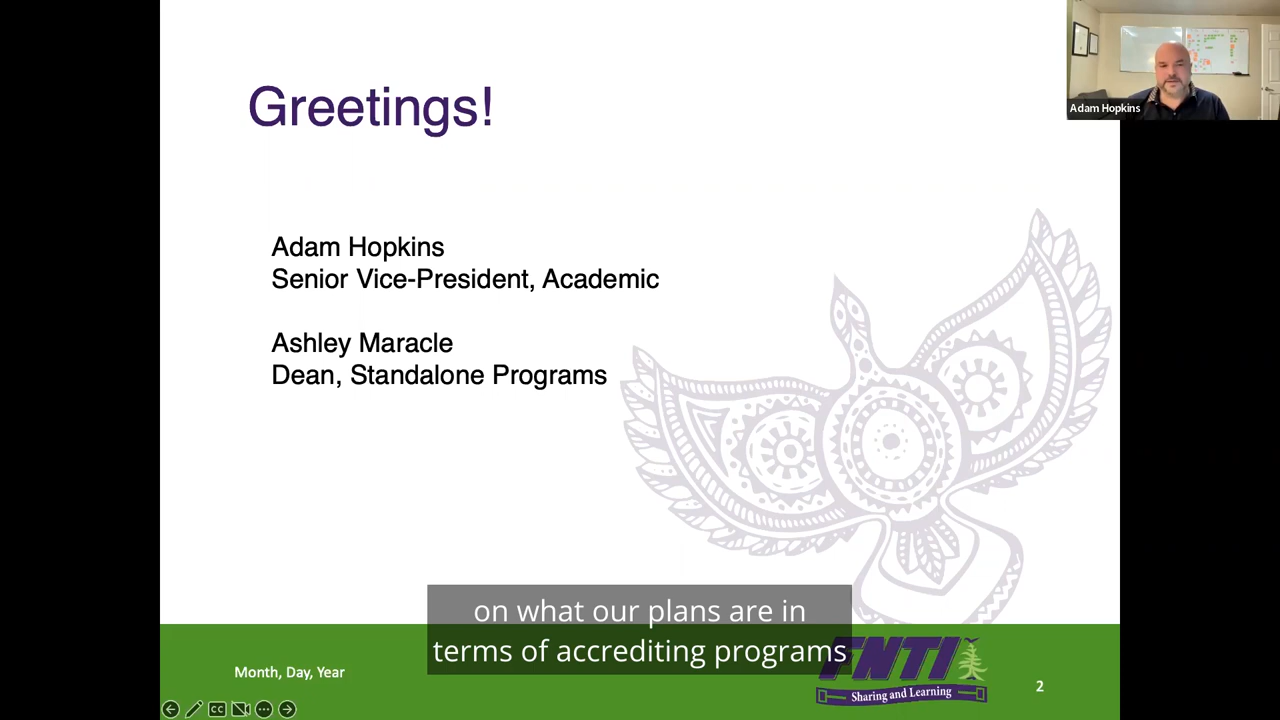 Greetings!
Adam Hopkins
Adam Hopkins
Senior Vice-President, Academic
Ashley Maracle
Dean, Standalone Programs
on what our plans are in
terms of accrediting programs
FNTI
Sharing and Learning
Month, Day, Year
2
CC